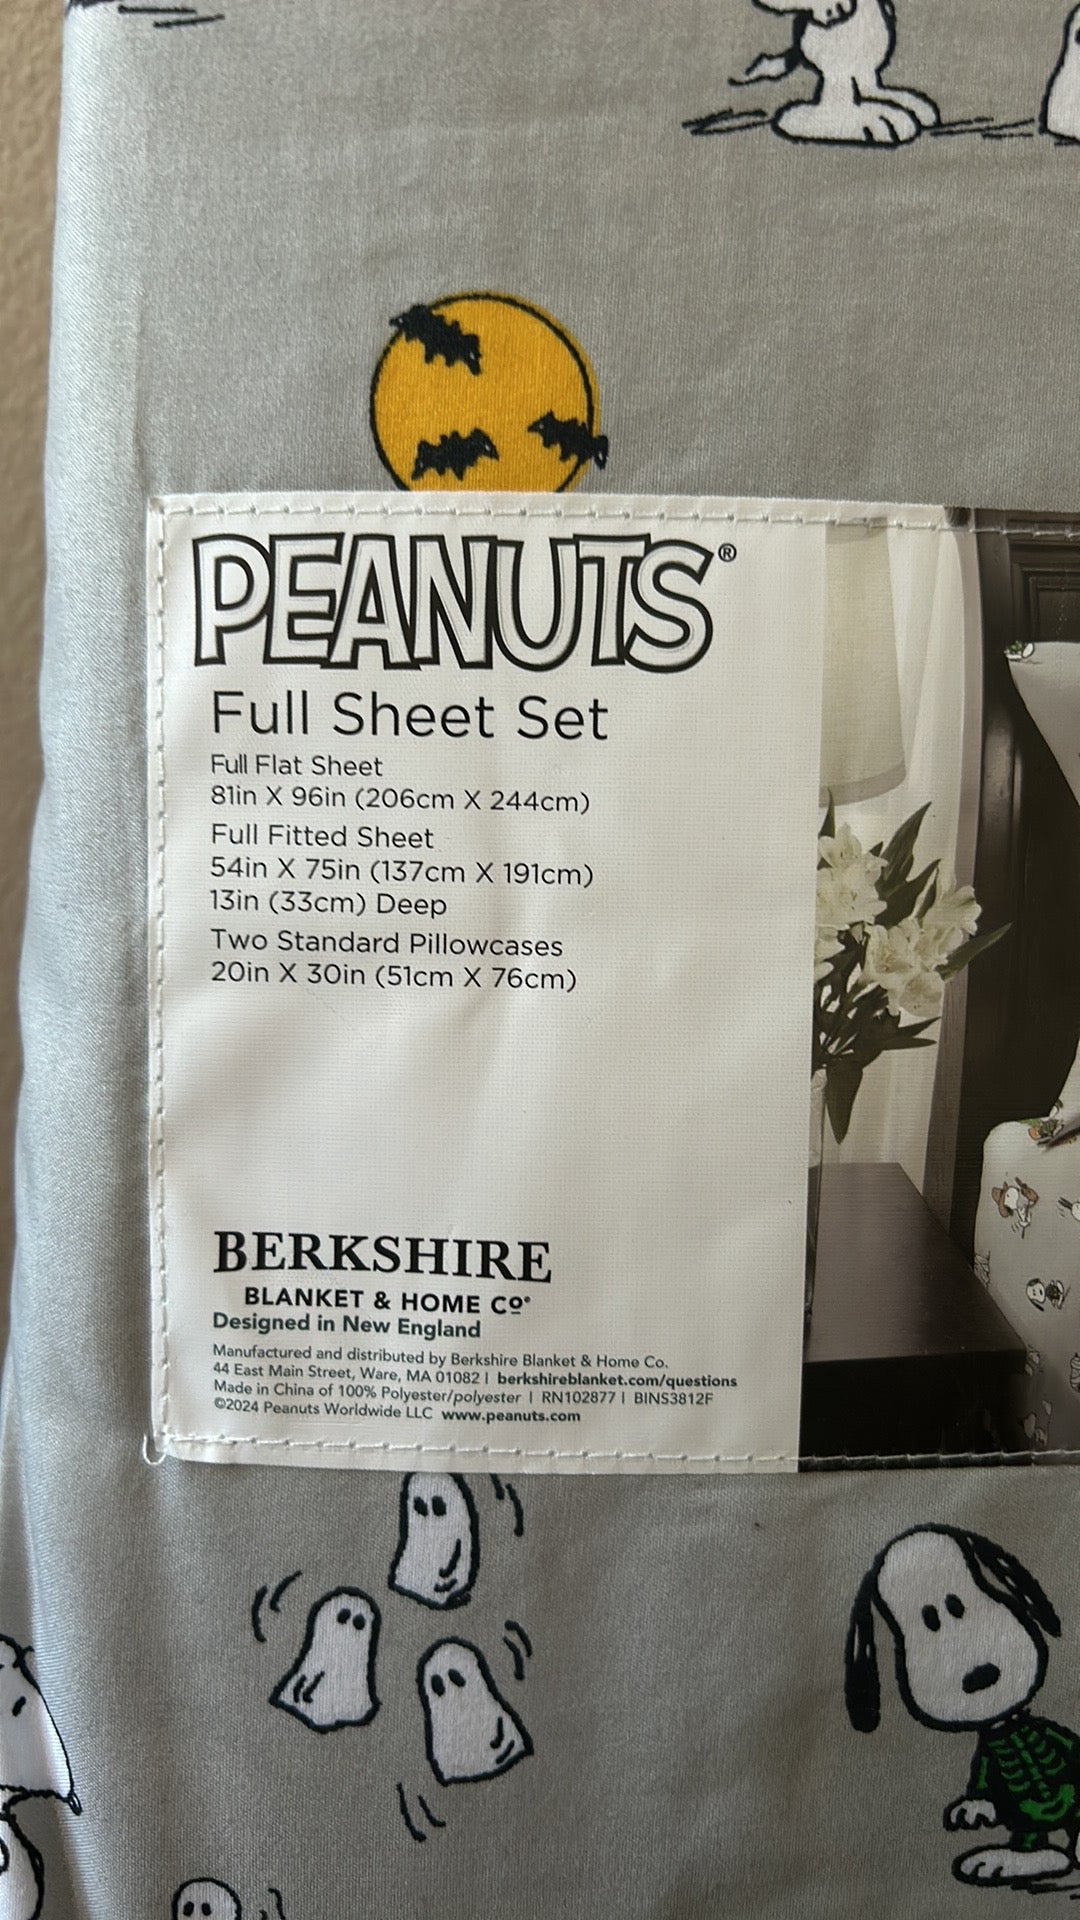 PEANUTS®
Full Sheet Set
Full Flat Sheet
81in X 96in (206cm X 244cm)
Full Fitted Sheet
54in X 75in (137cm X 191cm)
13in (33cm) Deep
Two Standard Pillowcases
20in X 30in (51cm X 76cm)
BERKSHIRE
BLANKET & HOME Cº®
Designed in New England
Manufactured and distributed by Berkshire Blanket & Home Co.
44 East Main Street, Ware, MA 01082 | berkshireblanket.com/questions
Made in China of 100% Polyester/polyester | RN102877 | BINS3812F
©2024 Peanuts Worldwide LLC www.peanuts.com